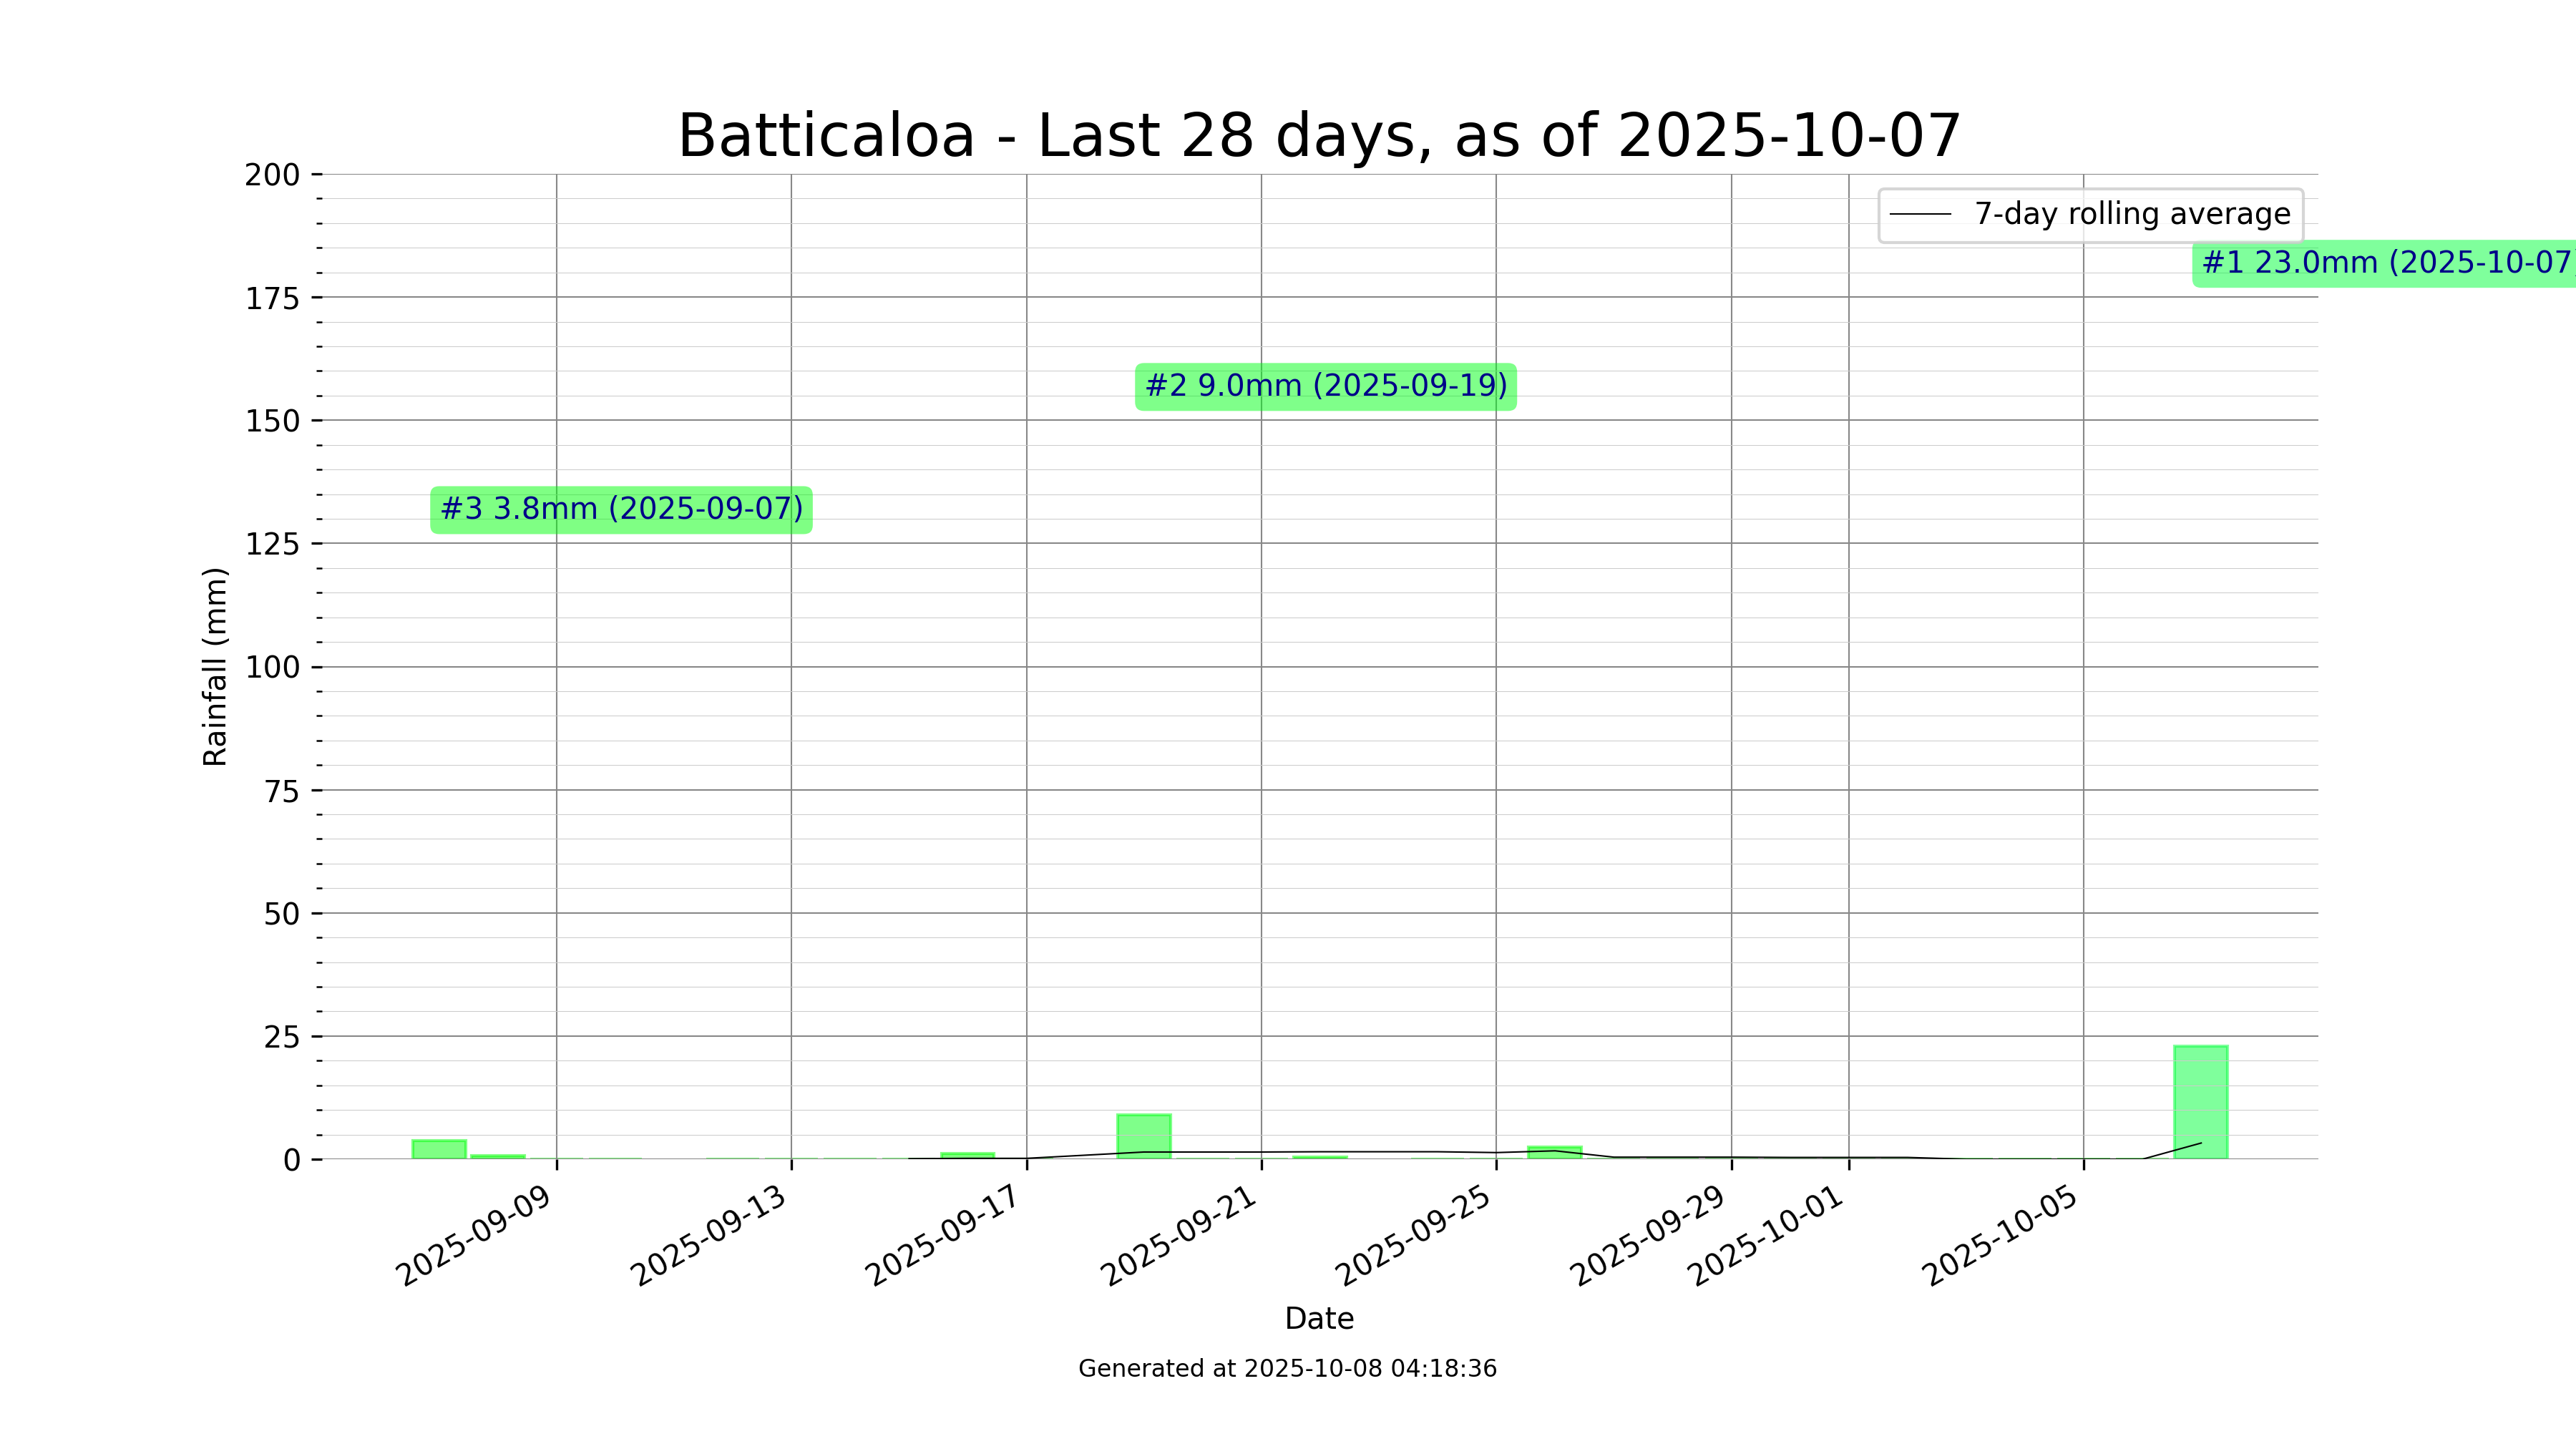 Batticaloa - Last 28 days, as of 2025-10-07
200
175
150
125
100
75
50
25
0
Rainfall (mm)
7-day rolling average
#1 23.0mm (2025-10-07)
#2 9.0mm (2025-09-19)
#3 3.8mm (2025-09-07)
2025-09-09
2025-09-13
2025-09-17
2025-09-21
2025-09-25
2025-09-29
2025-10-01
2025-10-05
Date
Generated at 2025-10-08 04:18:36